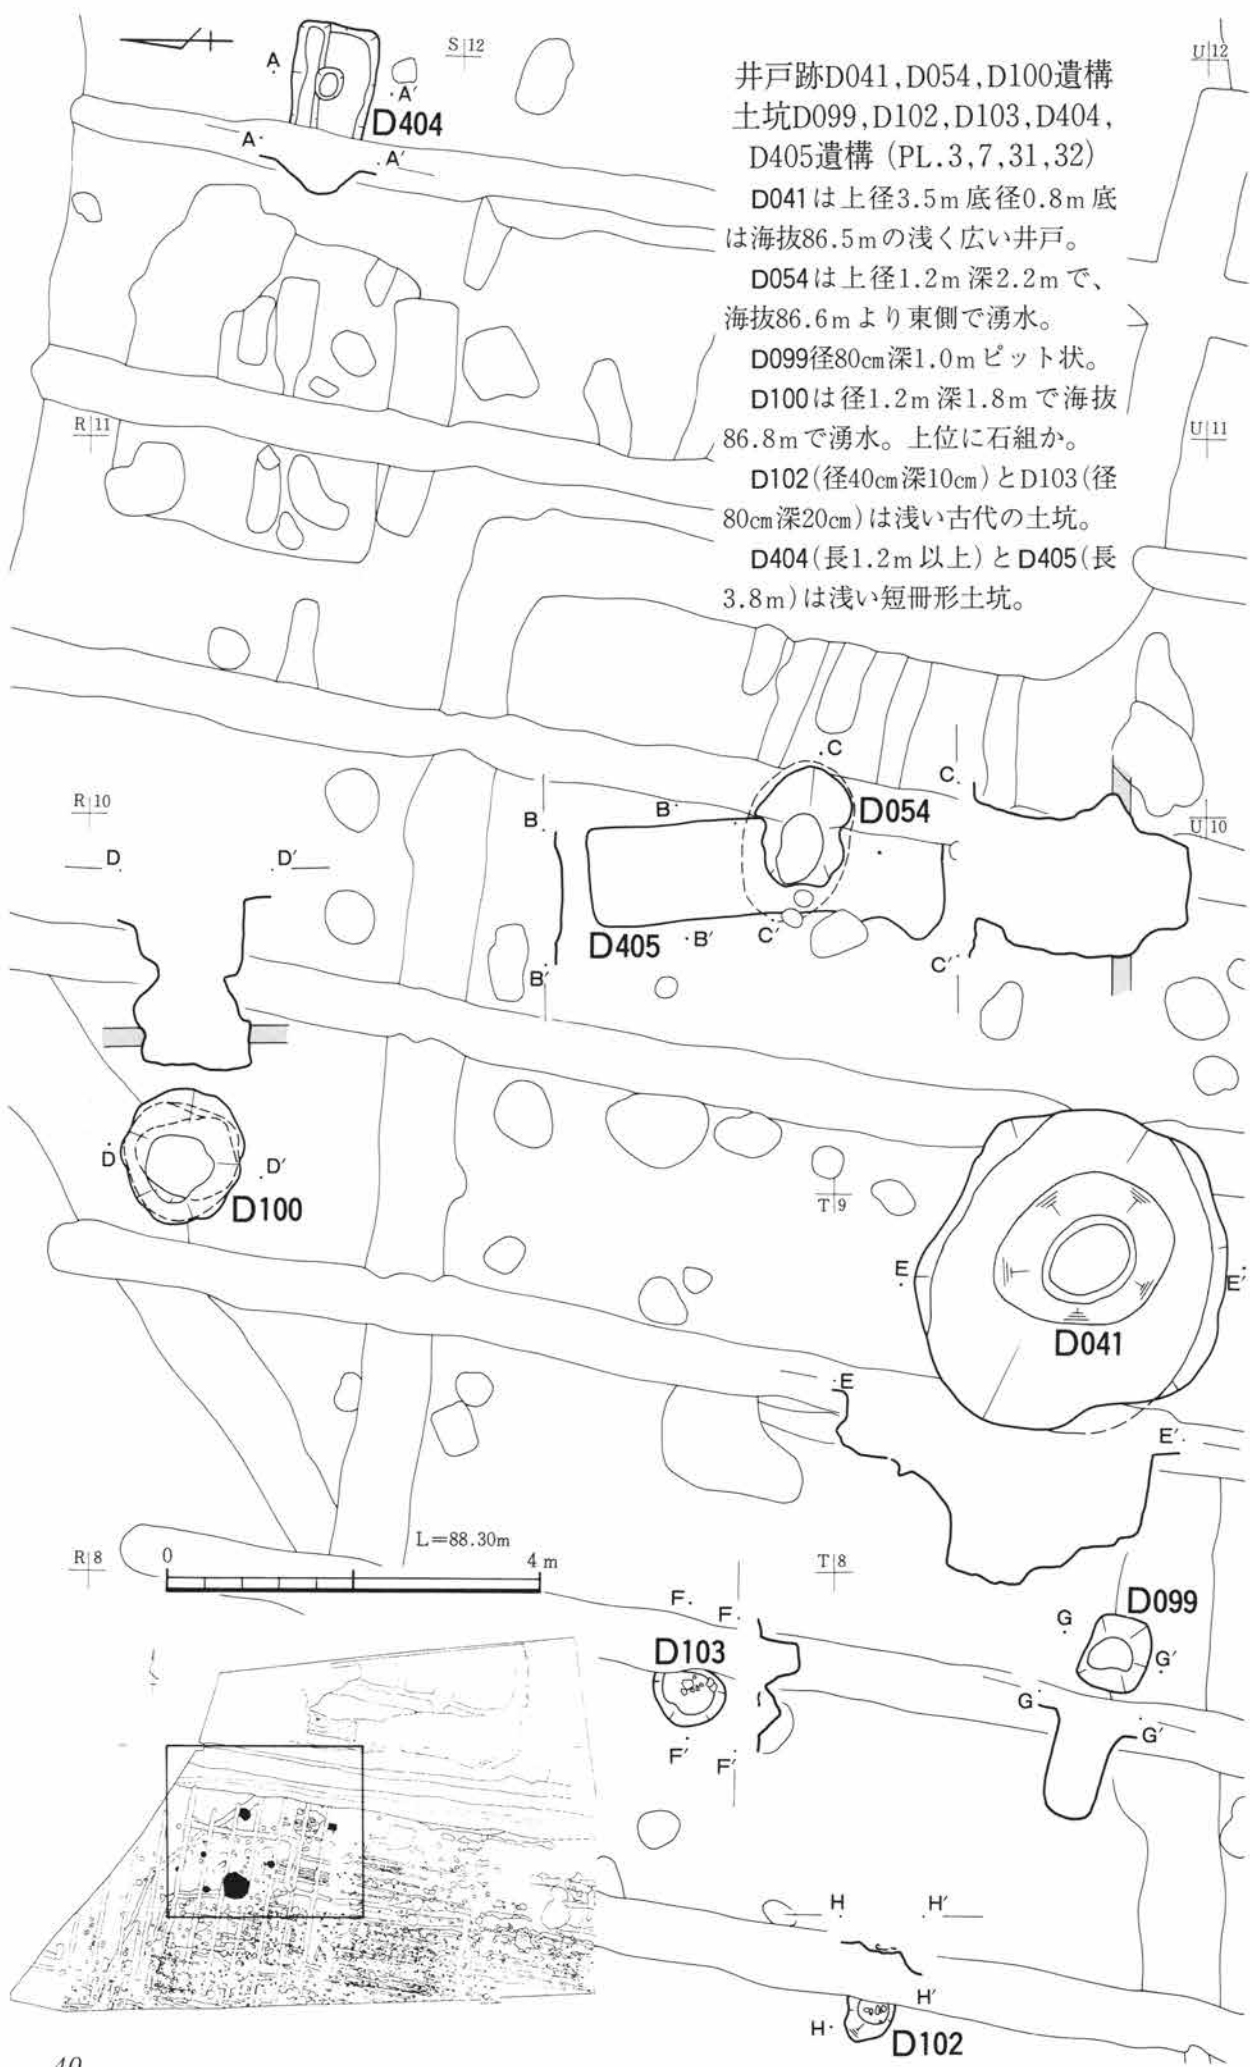 井戸跡D041,D054,D100遺構
土坑D099,D102,D103,D404,
D405遺構 (PL.3,7,31,32)
D041は上径3.5m底径0.8m底
は海抜86.5mの浅く広い井戸。
D054は上径1.2m深2.2mで、
海抜86.6mより東側で湧水。
D099径80cm深1.0mピット状。
D100は径1.2m深1.8mで海抜
86.8mで湧水。上位に石組か。
D102(径40cm深10cm)とD103(径
80cm深20cm)は浅い古代の土坑。
D404(長1.2m以上)とD405(長
3.8m)は浅い短冊形土坑。
S 12
U 12
A
A′
D404
A
A′
R 11
U 11
R 10
U 10
C
C
B
B
D054
D
D′
D405
B′
C′
C′
B′
D
D′
D100
T 9
E
E′
D041
E
E′
L=88.30m
R 8
0
4 m
T 8
F
F
D103
F′
F′
G
D099
G′
G
G′
H
H′
H′
H
D102
40